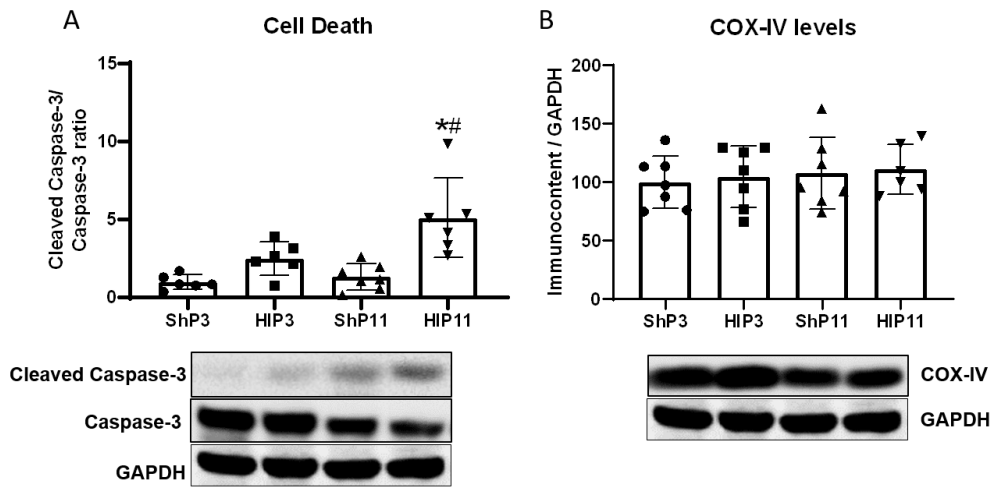 A
Cell Death
Cleaved Caspase-3/
Caspase-3 ratio
15
10
5
0
*#
ShP3
HIP3
ShP11
HIP11
Cleaved Caspase-3
Caspase-3
GAPDH
B
COX-IV levels
Immunocontent / GAPDH
200
150
100
50
0
ShP3
HIP3
ShP11
HIP11
COX-IV
GAPDH